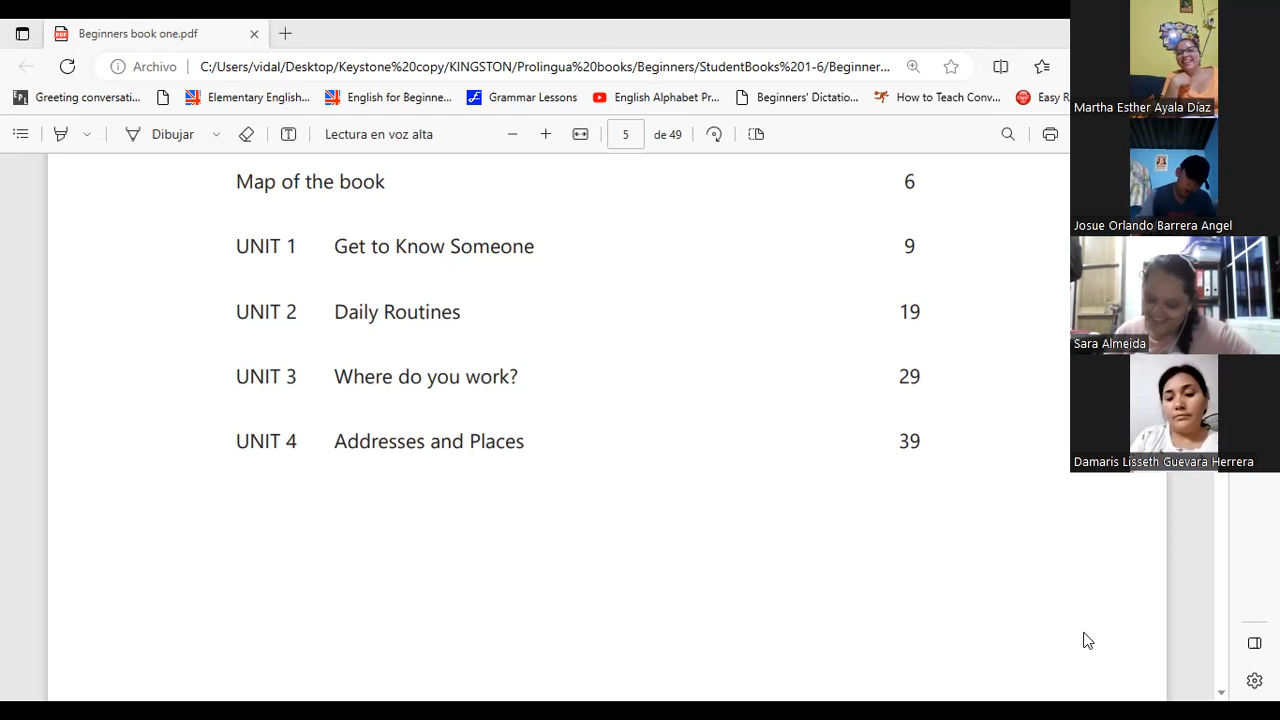 Beginners book one.pdf
Archivo C:/Users/vidal/Desktop/Keystone%20copy/KINGSTON/Prolingua%20books/Beginners/StudentBooks%201-6/Beginner...
Greeting conversati... Elementary English... English for Beginne... Grammar Lessons English Alphabet Pr... Beginners' Dictatio... How to Teach Conv... Easy R
Dibujar Lectura en voz alta 5 de 49
Map of the book 6
UNIT 1 Get to Know Someone 9
UNIT 2 Daily Routines 19
UNIT 3 Where do you work? 29
UNIT 4 Addresses and Places 39
Martha Esther Ayala Díaz
Josue Orlando Barrera Angel
Sara Almeida
Damaris Lisseth Guevara Herrera